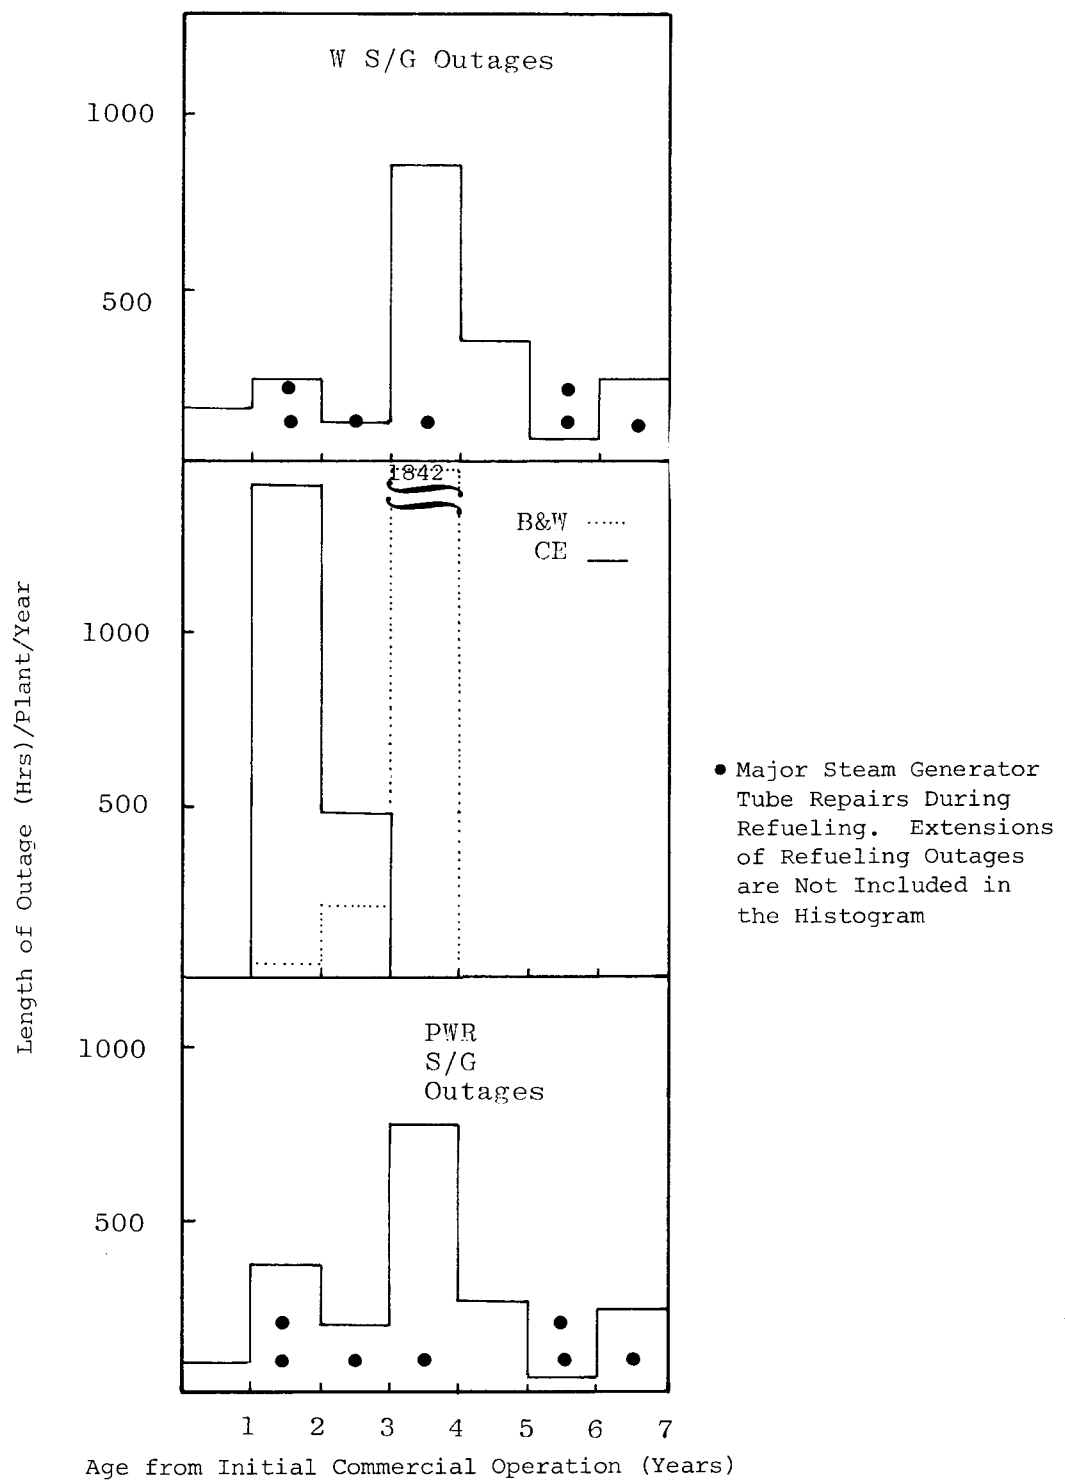 W S/G Outages
1000
500
1842
B&W
CE
1000
500
Length of Outage (Hrs)/Plant/Year
● Major Steam Generator
Tube Repairs During
Refueling. Extensions
of Refueling Outages
are Not Included in
the Histogram
PWR
S/G
Outages
1000
500
1 2 3 4 5 6 7
Age from Initial Commercial Operation (Years)